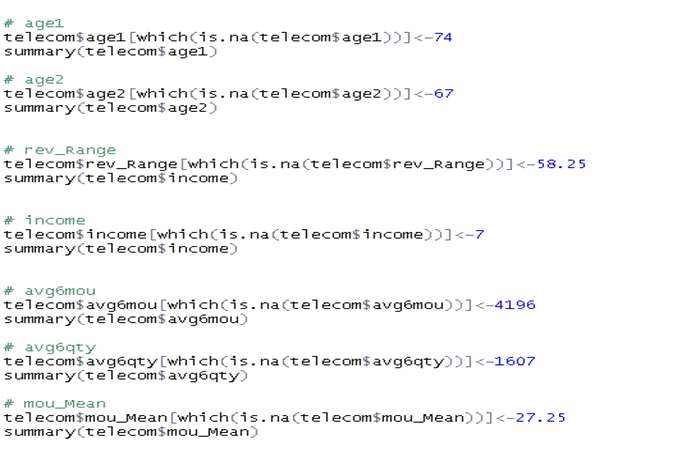 # age1
telecom$age1[which(is.na(telecom$age1))]<-74
summary(telecom$age1)
# age2
telecom$age2[which(is.na(telecom$age2))]<-67
summary(telecom$age2)
# rev_Range
telecom$rev_Range[which(is.na(telecom$rev_Range))]<-58.25
summary(telecom$income)
# income
telecom$income[which(is.na(telecom$income))]<-7
summary(telecom$income)
# avg6mou
telecom$avg6mou[which(is.na(telecom$avg6mou))]<-4196
summary(telecom$avg6mou)
# avg6qty
telecom$avg6qty[which(is.na(telecom$avg6qty))]<-1607
summary(telecom$avg6qty)
# mou_Mean
telecom$mou_Mean[which(is.na(telecom$mou_Mean))]<-27.25
summary(telecom$mou_Mean)